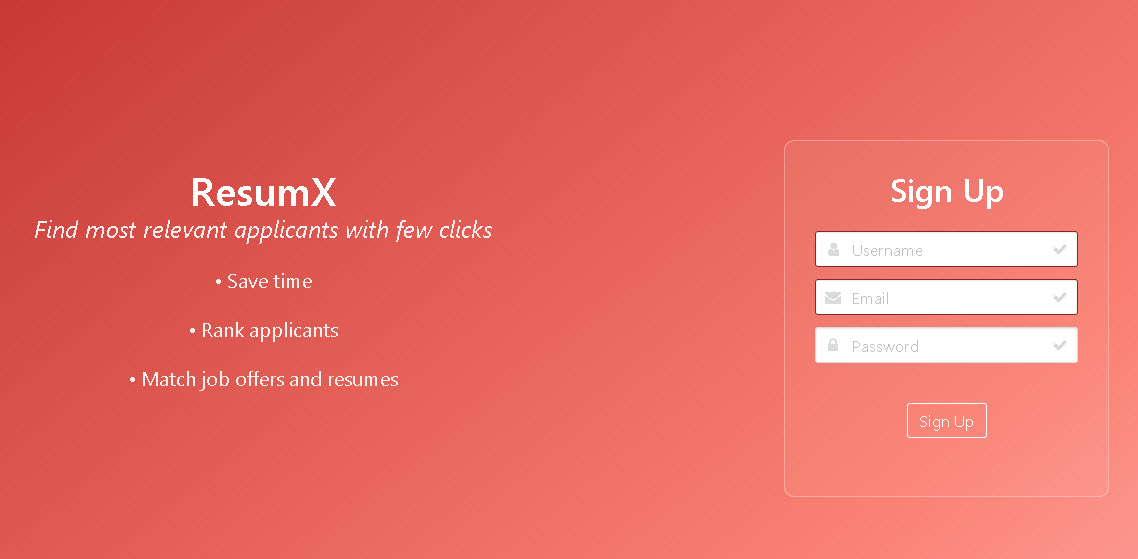 ResumX
Find most relevant applicants with few clicks
• Save time
• Rank applicants
• Match job offers and resumes
Sign Up
Username
Email
Password
Sign Up